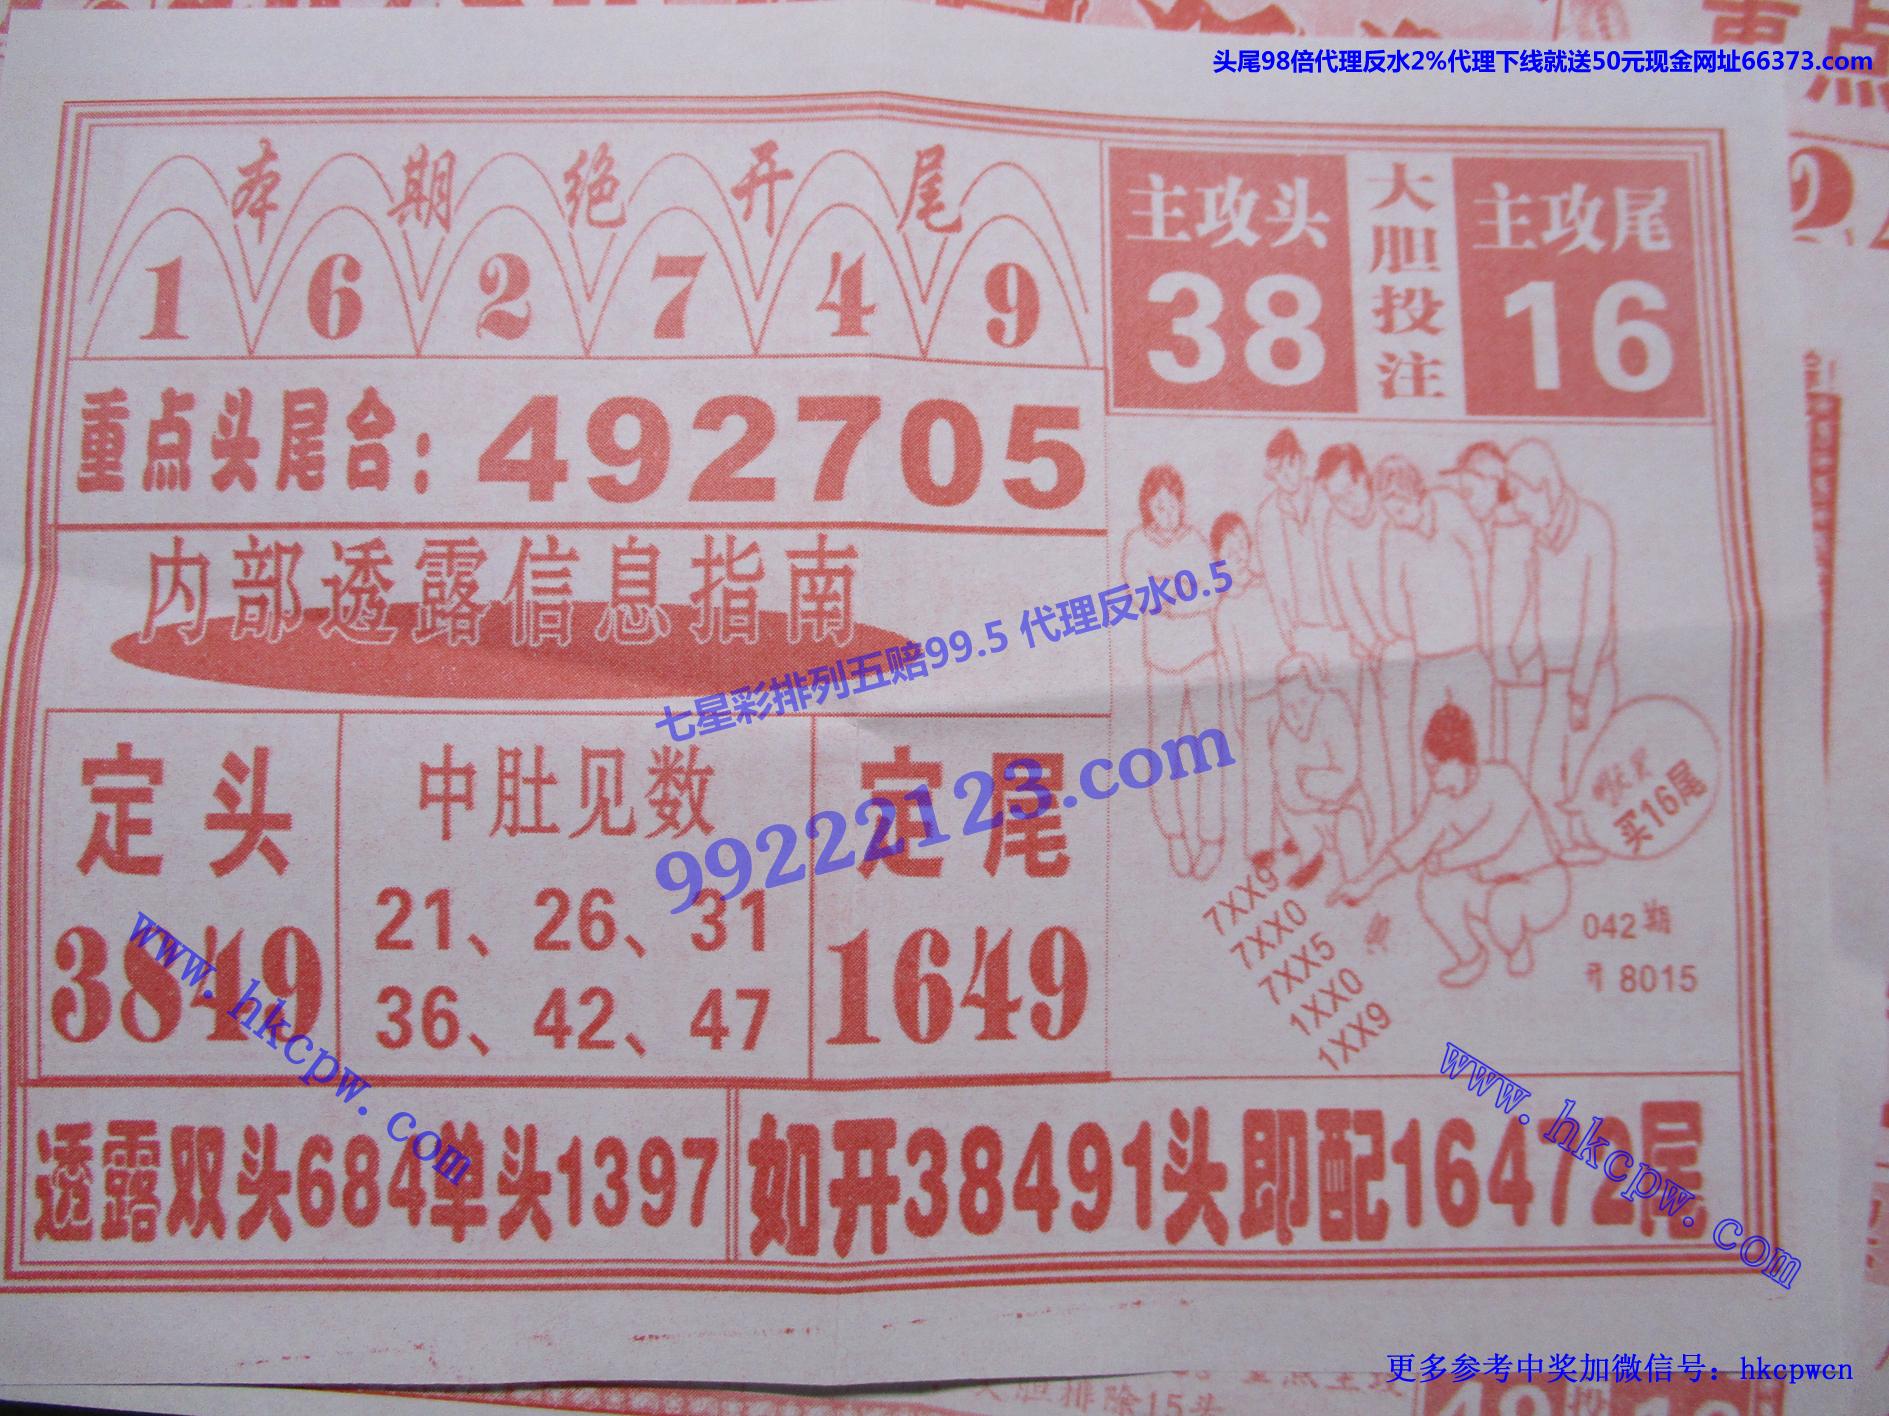 头尾98倍代理反水2%代理下线就送50元现金网址66373.com
本期绝开尾
1 6 2 7 4 9
主攻头
38
大胆投注
主攻尾
16
重点头尾合：492705
内部透露信息指南
七星彩排列五赔99.5 代理反水0.5
99222123.com
定头
3849
中肚见数
21、26、31
36、42、47
定尾
1649
买16尾
7XX9
7XX0
7XX5
1XX0
1XX9
042期
8015
www.hkcpw.com
www.hkcpw.com
透露双头684单头1397
如开38491头即配16472尾
大胆排除15头
更多参考中奖加微信号：hkcpwcn